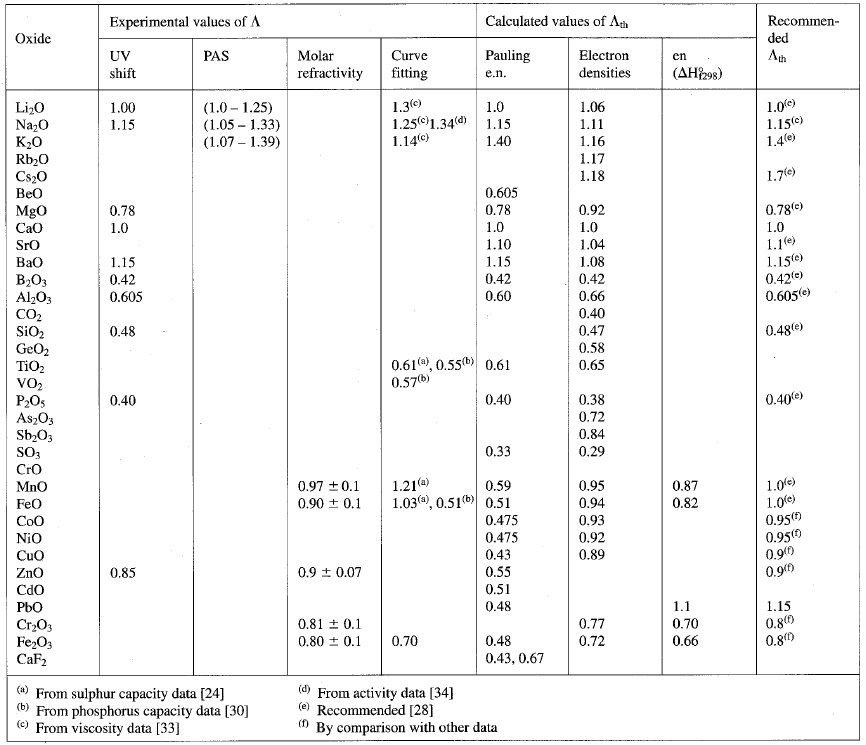 Oxide Experimental values of Λ Calculated values of Λth Recommen-
ded
Λth
UV
shift PAS Molar
refractivity Curve
fitting Pauling
e.n. Electron
densities en
(ΔH°f298)
Li2O 1.00 (1.0 – 1.25) 1.3(c) 1.0 1.06 1.0(e)
Na2O 1.15 (1.05 – 1.33) 1.25(c)1.34(d) 1.15 1.11 1.15(e)
K2O (1.07 – 1.39) 1.14(c) 1.40 1.16 1.4(e)
Rb2O 1.17
Cs2O 1.18 1.7(e)
BeO 0.605
MgO 0.78 0.78 0.92 0.78(e)
CaO 1.0 1.0 1.0 1.0
SrO 1.10 1.04 1.1(e)
BaO 1.15 1.15 1.08 1.15(e)
B2O3 0.42 0.42 0.42 0.42(e)
Al2O3 0.605 0.60 0.66 0.605(e)
CO2 0.40
SiO2 0.48 0.47 0.48(e)
GeO2 0.58
TiO2 0.61(a), 0.55(b) 0.61 0.65
VO2 0.57(b)
P2O5 0.40 0.40 0.38 0.40(e)
As2O3 0.72
Sb2O3 0.84
SO3 0.33 0.29
CrO
MnO 0.97 ± 0.1 1.21(a) 0.59 0.95 0.87 1.0(e)
FeO 0.90 ± 0.1 1.03(a), 0.51(b) 0.51 0.94 0.82 1.0(e)
CoO 0.475 0.93 0.95(f)
NiO 0.475 0.92 0.95(f)
CuO 0.43 0.89 0.9(f)
ZnO 0.85 0.9 ± 0.07 0.55 0.9(f)
CdO 0.51
PbO 0.48 1.1 1.15
Cr2O3 0.81 ± 0.1 0.77 0.70 0.8(f)
Fe2O3 0.80 ± 0.1 0.70 0.48 0.72 0.66 0.8(f)
CaF2 0.43, 0.67
(a) From sulphur capacity data [24] (d) From activity data [34]
(b) From phosphorus capacity data [30] (e) Recommended [28]
(c) From viscosity data [33] (f) By comparison with other data